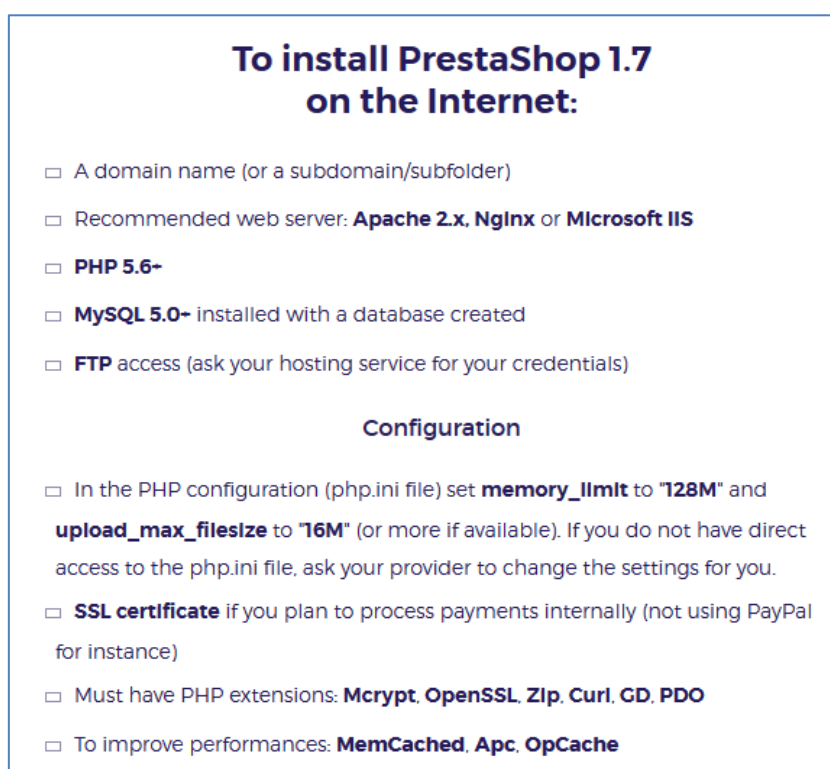 To install PrestaShop 1.7
on the Internet:
A domain name (or a subdomain/subfolder)
Recommended web server: Apache 2.x, Nginx or Microsoft IIS
PHP 5.6+
MySQL 5.0+ installed with a database created
FTP access (ask your hosting service for your credentials)
Configuration
In the PHP configuration (php.ini file) set memory_limit to "128M" and
upload_max_filesize to "16M" (or more if available). If you do not have direct
access to the php.ini file, ask your provider to change the settings for you.
SSL certificate if you plan to process payments internally (not using PayPal
for instance)
Must have PHP extensions: Mcrypt, OpenSSL, Zip, Curl, GD, PDO
To improve performances: MemCached, Apc, OpCache